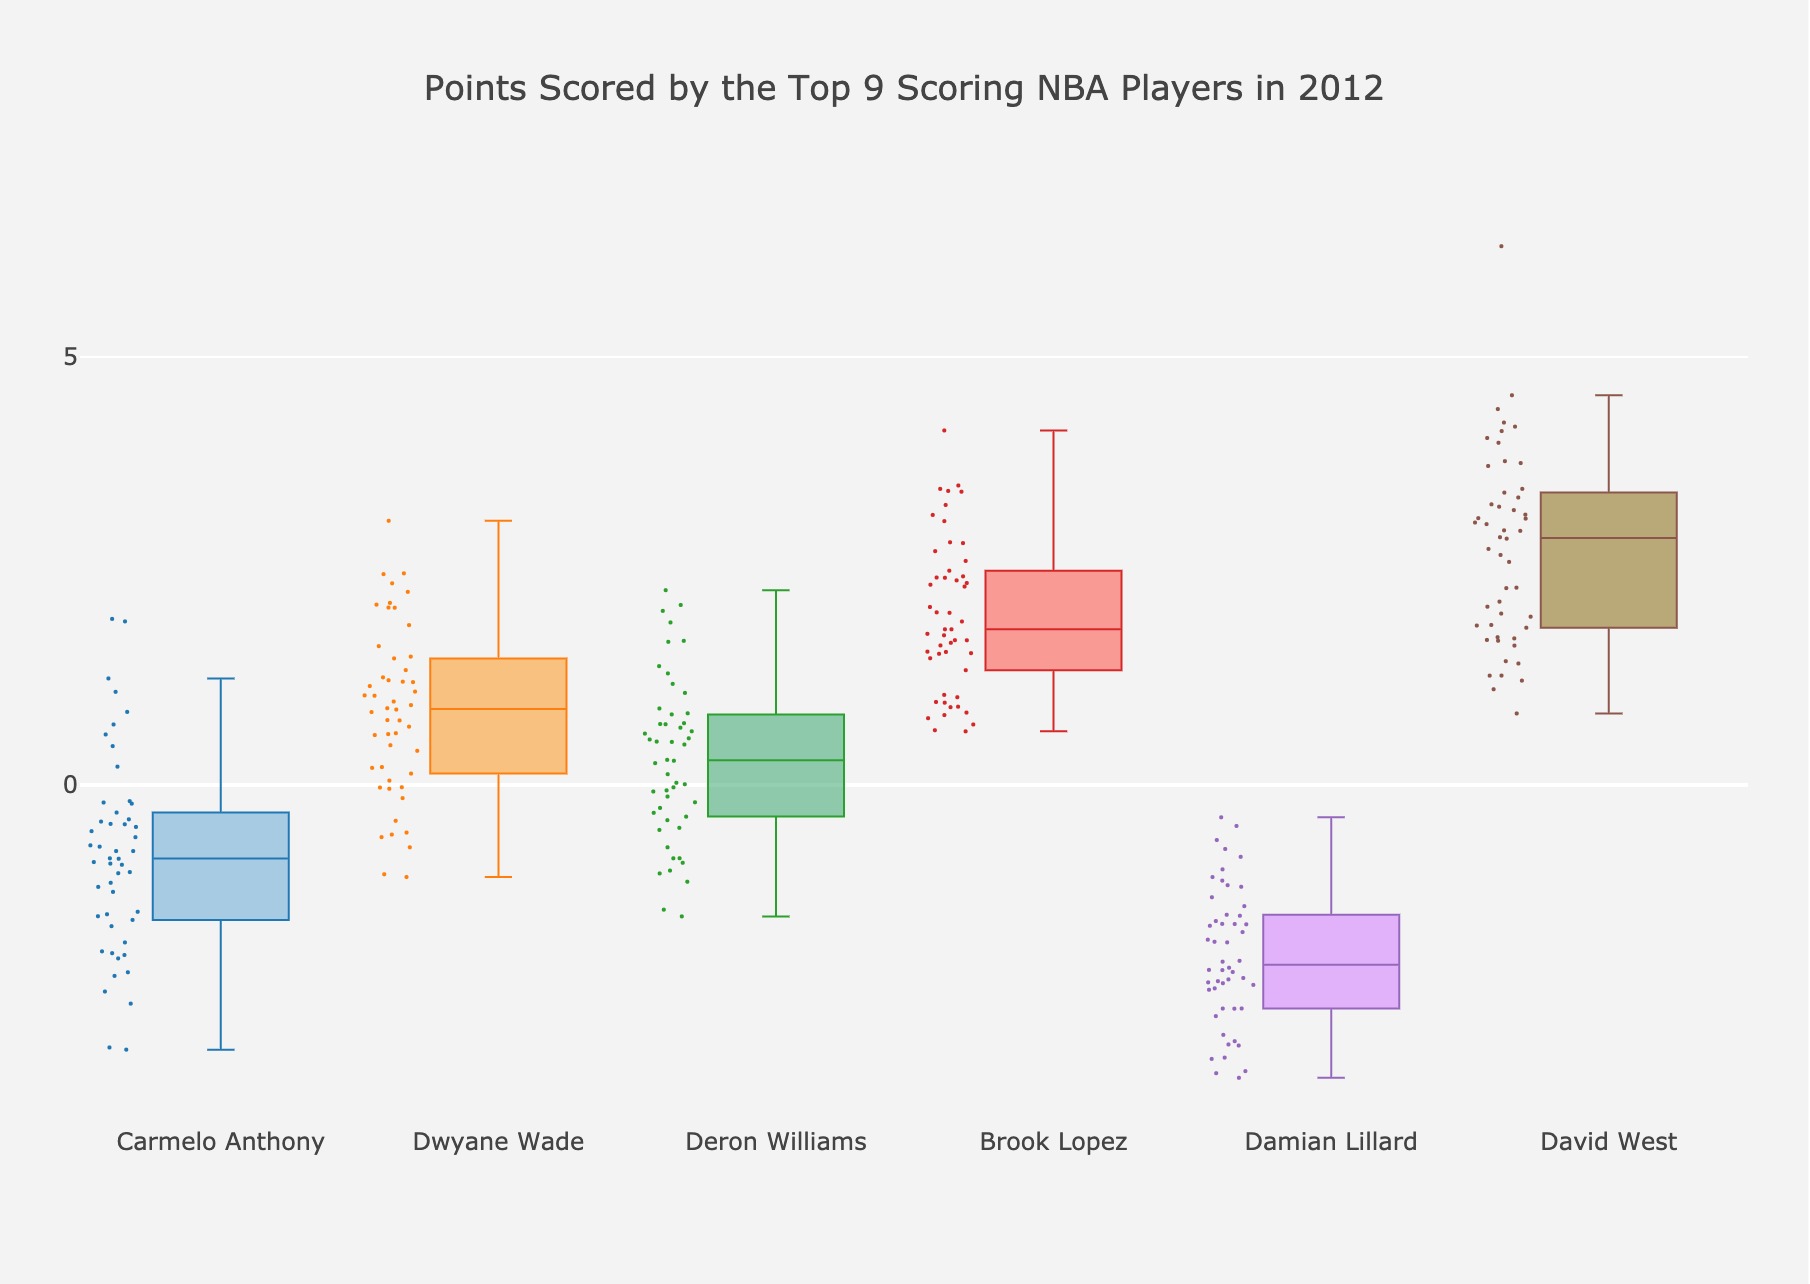 Points Scored by the Top 9 Scoring NBA Players in 2012
5
0
Carmelo Anthony
Dwyane Wade
Deron Williams
Brook Lopez
Damian Lillard
David West